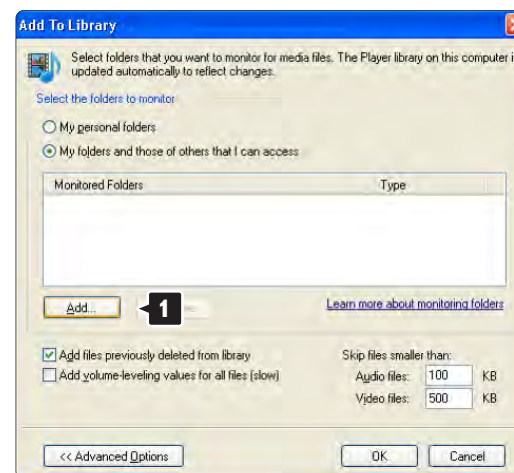 Add To Library
Select folders that you want to monitor for media files. The Player library on this computer i
updated automatically to reflect changes.
Select the folders to monitor
My personal folders
My folders and those of others that I can access
Monitored Folders Type
Add... 1
Learn more about monitoring folders
Add files previously deleted from library
Add volume-leveling values for all files (slow)
Skip files smaller than:
Audio files: 100 KB
Video files: 500 KB
<< Advanced Options OK Cancel